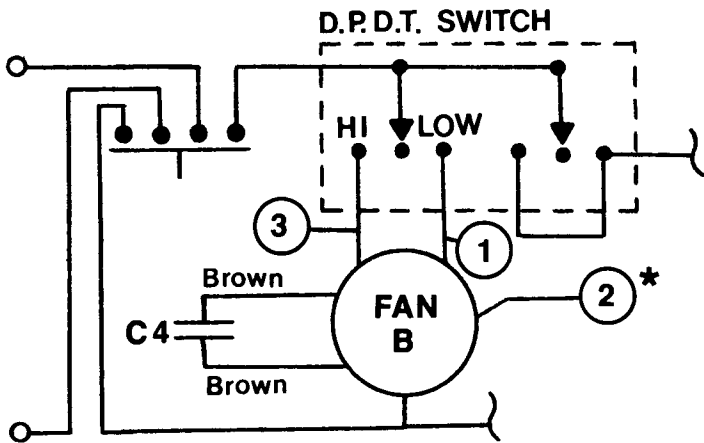 D.P.D.T. SWITCH
HI LOW
3
1
2 *
Brown
FAN
B
C4
Brown